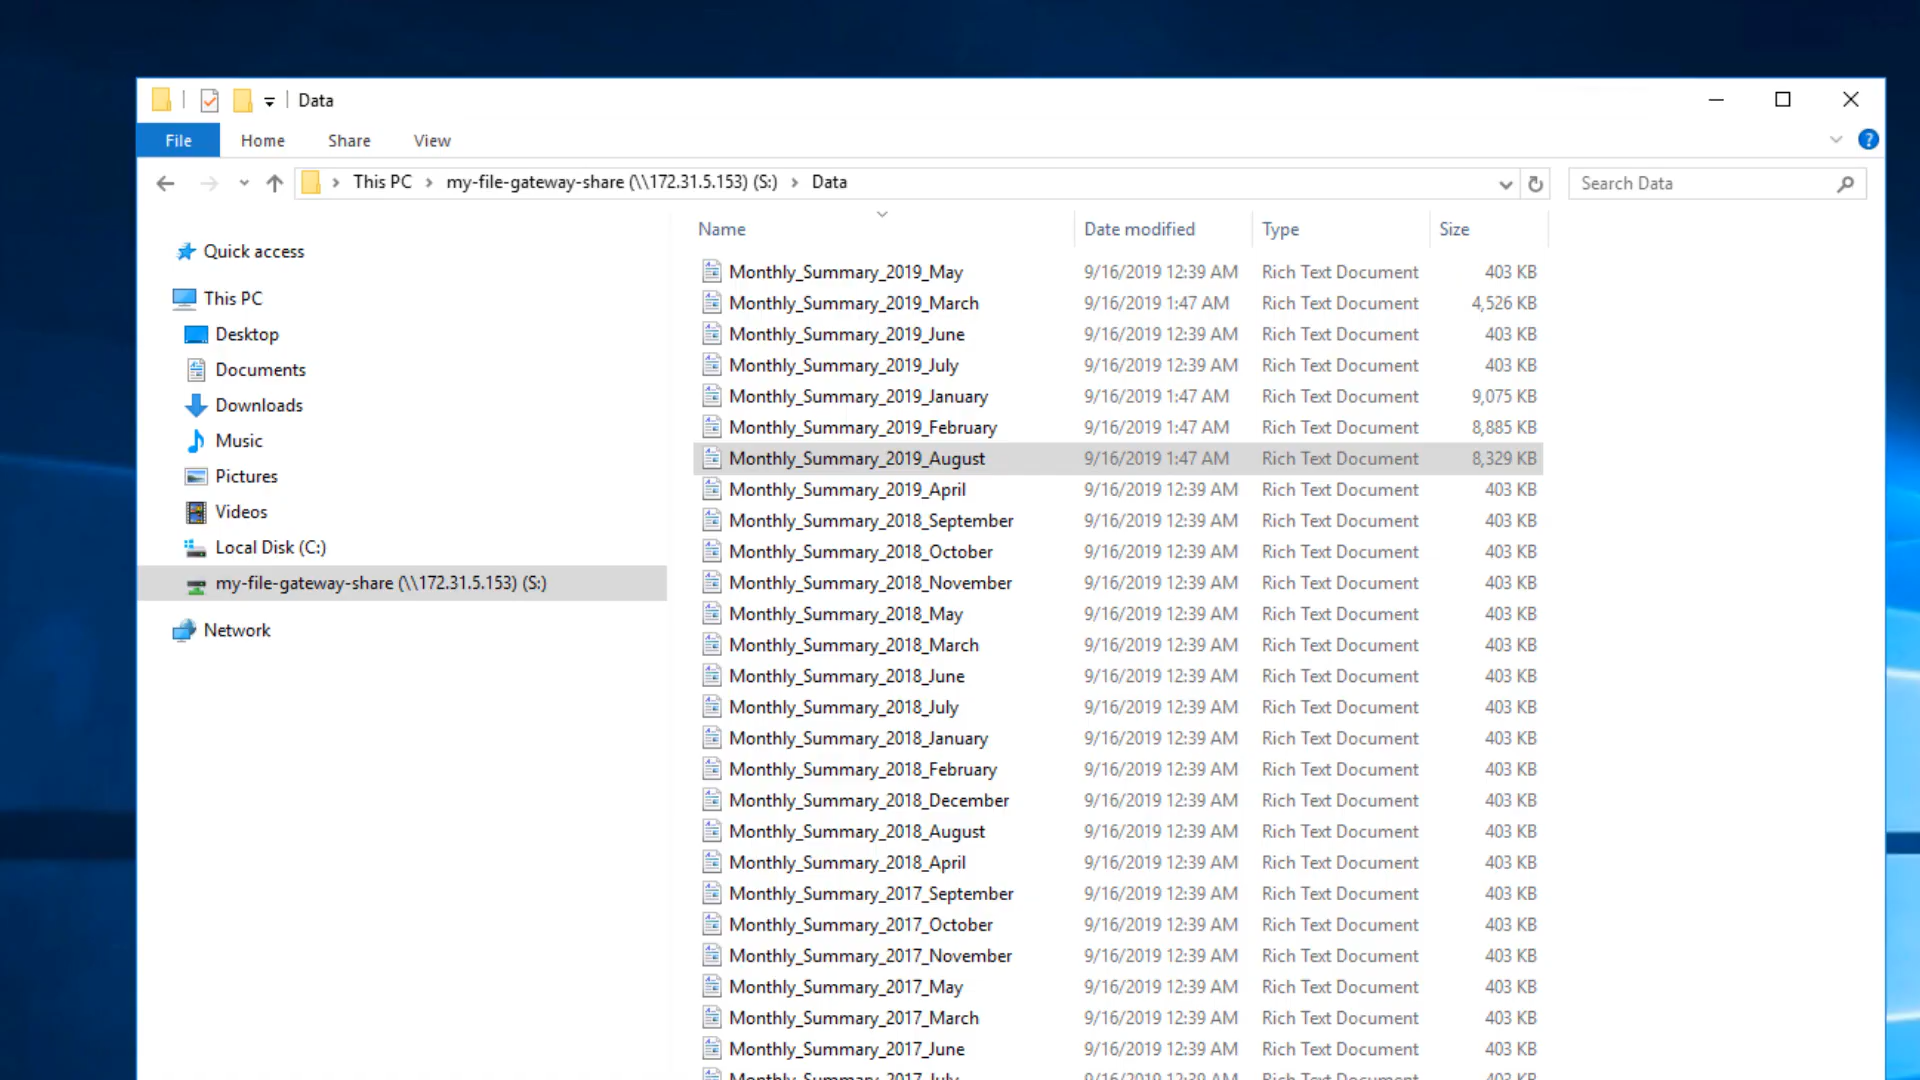 Data
File Home Share View
This PC my-file-gateway-share (\\172.31.5.153) (S:) Data
Search Data
Quick access
This PC
Desktop
Documents
Downloads
Music
Pictures
Videos
Local Disk (C:)
my-file-gateway-share (\\172.31.5.153) (S:)
Network
Name Date modified Type Size
Monthly_Summary_2019_May 9/16/2019 12:39 AM Rich Text Document 403 KB
Monthly_Summary_2019_March 9/16/2019 1:47 AM Rich Text Document 4,526 KB
Monthly_Summary_2019_June 9/16/2019 12:39 AM Rich Text Document 403 KB
Monthly_Summary_2019_July 9/16/2019 12:39 AM Rich Text Document 403 KB
Monthly_Summary_2019_January 9/16/2019 1:47 AM Rich Text Document 9,075 KB
Monthly_Summary_2019_February 9/16/2019 1:47 AM Rich Text Document 8,885 KB
Monthly_Summary_2019_August 9/16/2019 1:47 AM Rich Text Document 8,329 KB
Monthly_Summary_2019_April 9/16/2019 12:39 AM Rich Text Document 403 KB
Monthly_Summary_2018_September 9/16/2019 12:39 AM Rich Text Document 403 KB
Monthly_Summary_2018_October 9/16/2019 12:39 AM Rich Text Document 403 KB
Monthly_Summary_2018_November 9/16/2019 12:39 AM Rich Text Document 403 KB
Monthly_Summary_2018_May 9/16/2019 12:39 AM Rich Text Document 403 KB
Monthly_Summary_2018_March 9/16/2019 12:39 AM Rich Text Document 403 KB
Monthly_Summary_2018_June 9/16/2019 12:39 AM Rich Text Document 403 KB
Monthly_Summary_2018_July 9/16/2019 12:39 AM Rich Text Document 403 KB
Monthly_Summary_2018_January 9/16/2019 12:39 AM Rich Text Document 403 KB
Monthly_Summary_2018_February 9/16/2019 12:39 AM Rich Text Document 403 KB
Monthly_Summary_2018_December 9/16/2019 12:39 AM Rich Text Document 403 KB
Monthly_Summary_2018_August 9/16/2019 12:39 AM Rich Text Document 403 KB
Monthly_Summary_2018_April 9/16/2019 12:39 AM Rich Text Document 403 KB
Monthly_Summary_2017_September 9/16/2019 12:39 AM Rich Text Document 403 KB
Monthly_Summary_2017_October 9/16/2019 12:39 AM Rich Text Document 403 KB
Monthly_Summary_2017_November 9/16/2019 12:39 AM Rich Text Document 403 KB
Monthly_Summary_2017_May 9/16/2019 12:39 AM Rich Text Document 403 KB
Monthly_Summary_2017_March 9/16/2019 12:39 AM Rich Text Document 403 KB
Monthly_Summary_2017_June 9/16/2019 12:39 AM Rich Text Document 403 KB
Monthly_Summary_2017_July 9/16/2019 12:39 AM Rich Text Document 403 KB